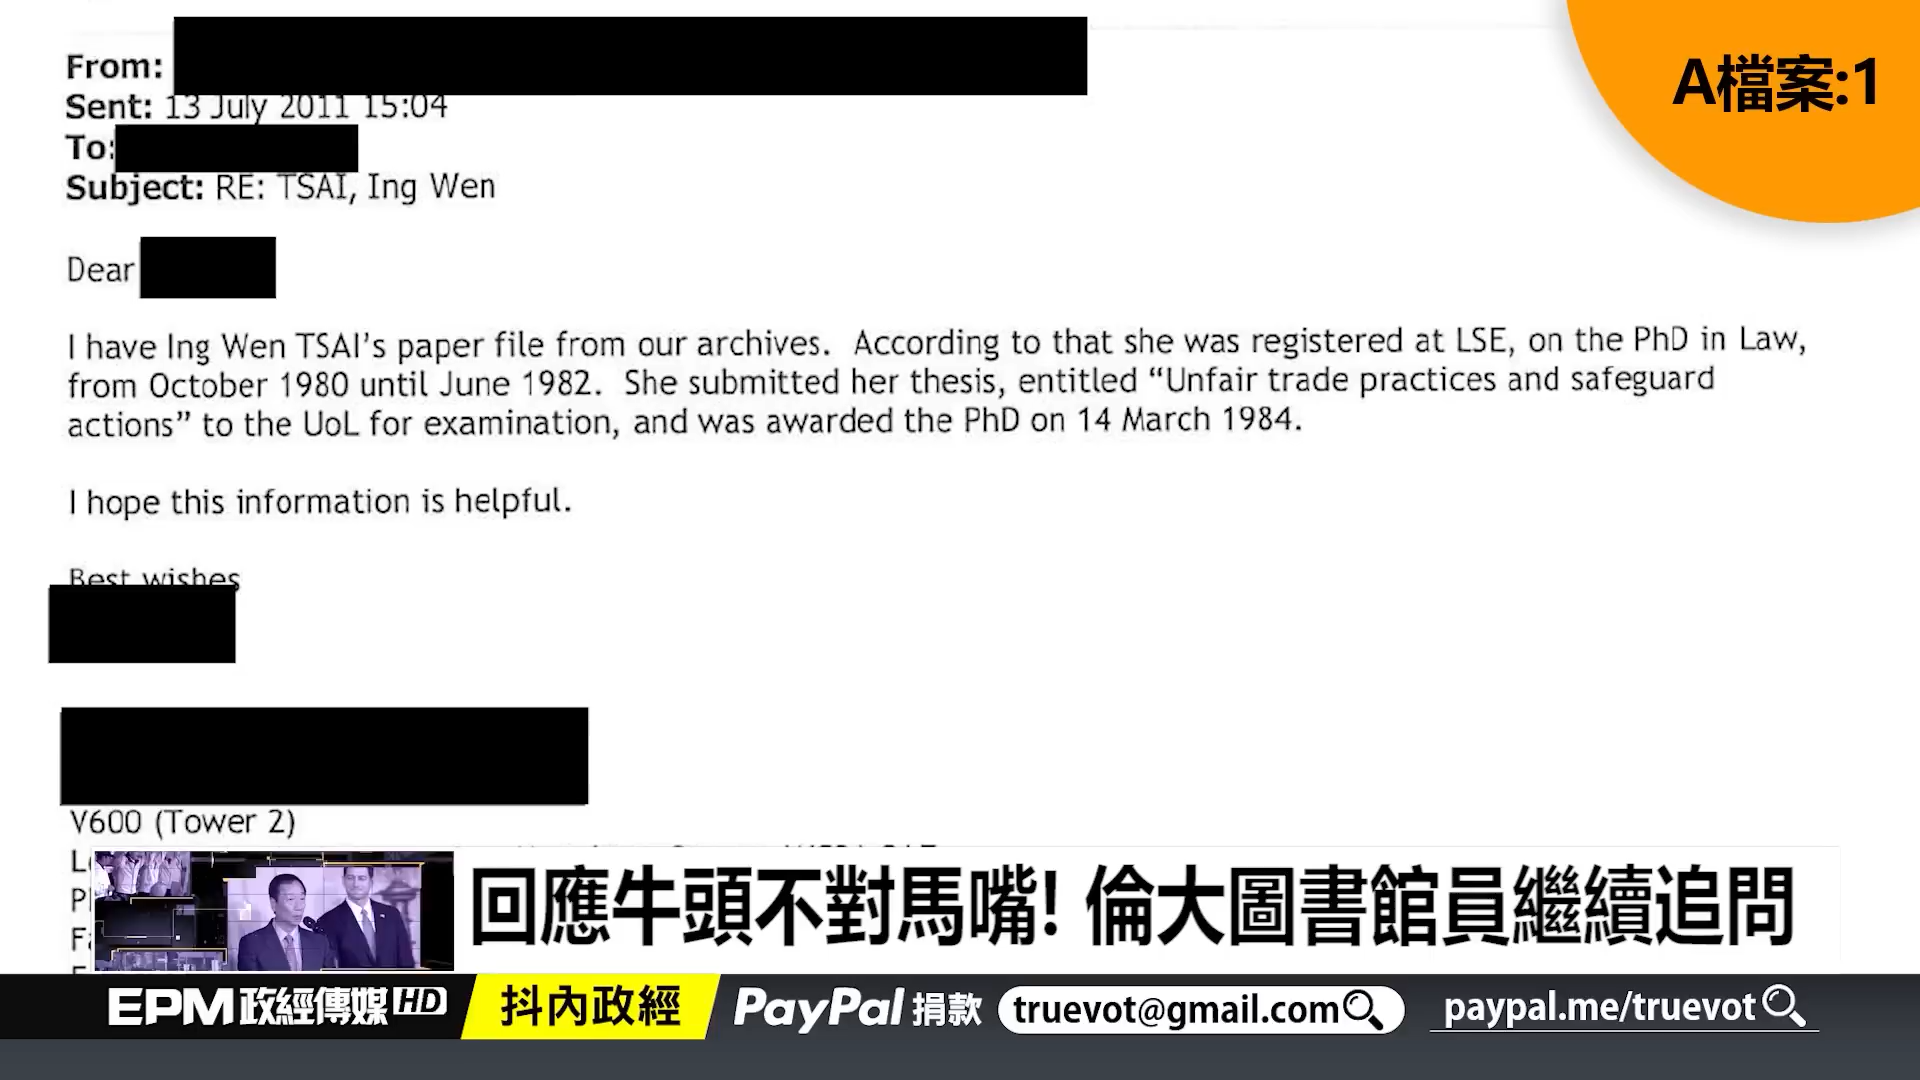 From:
A檔案:1
Sent: 13 July 2011 15:04
To:
Subject: RE: TSAI, Ing Wen
Dear
I have Ing Wen TSAI’s paper file from our archives.  According to that she was registered at LSE, on the PhD in Law,
from October 1980 until June 1982.  She submitted her thesis, entitled “Unfair trade practices and safeguard
actions” to the UoL for examination, and was awarded the PhD on 14 March 1984.
I hope this information is helpful.
Best wishes
V600 (Tower 2)
回應牛頭不對馬嘴! 倫大圖書館員繼續追問
EPM政經傳媒HD 抖內政經 PayPal捐款 truevot@gmail.com paypal.me/truevot